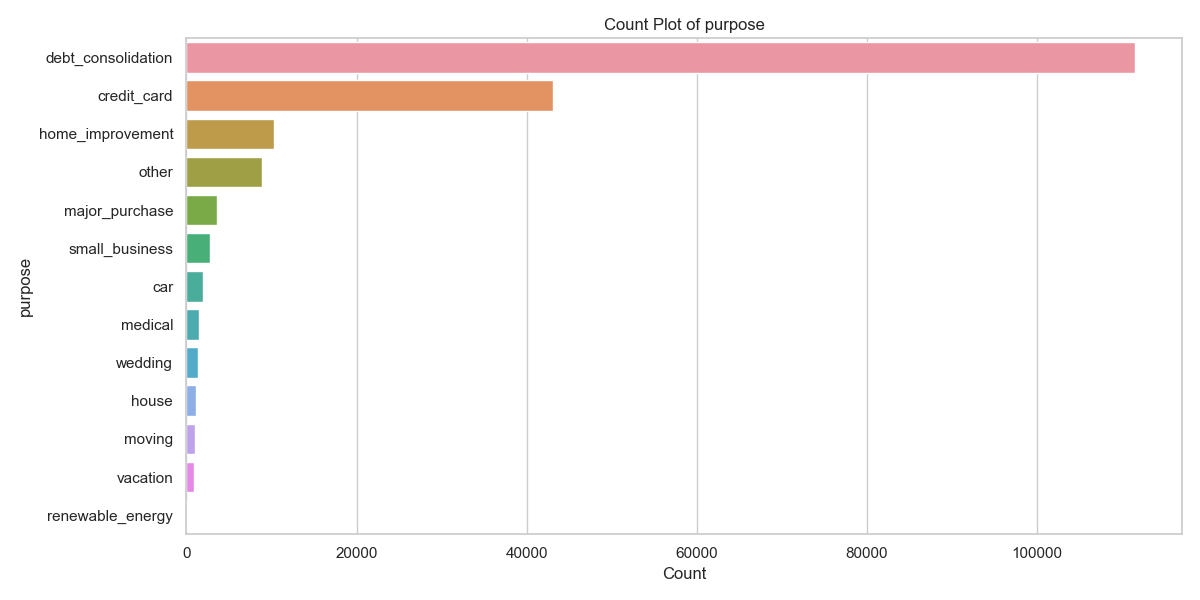 Count Plot of purpose
debt_consolidation
credit_card
home_improvement
other
major_purchase
small_business
car
medical
wedding
house
moving
vacation
renewable_energy
purpose
0 20000 40000 60000 80000 100000
Count